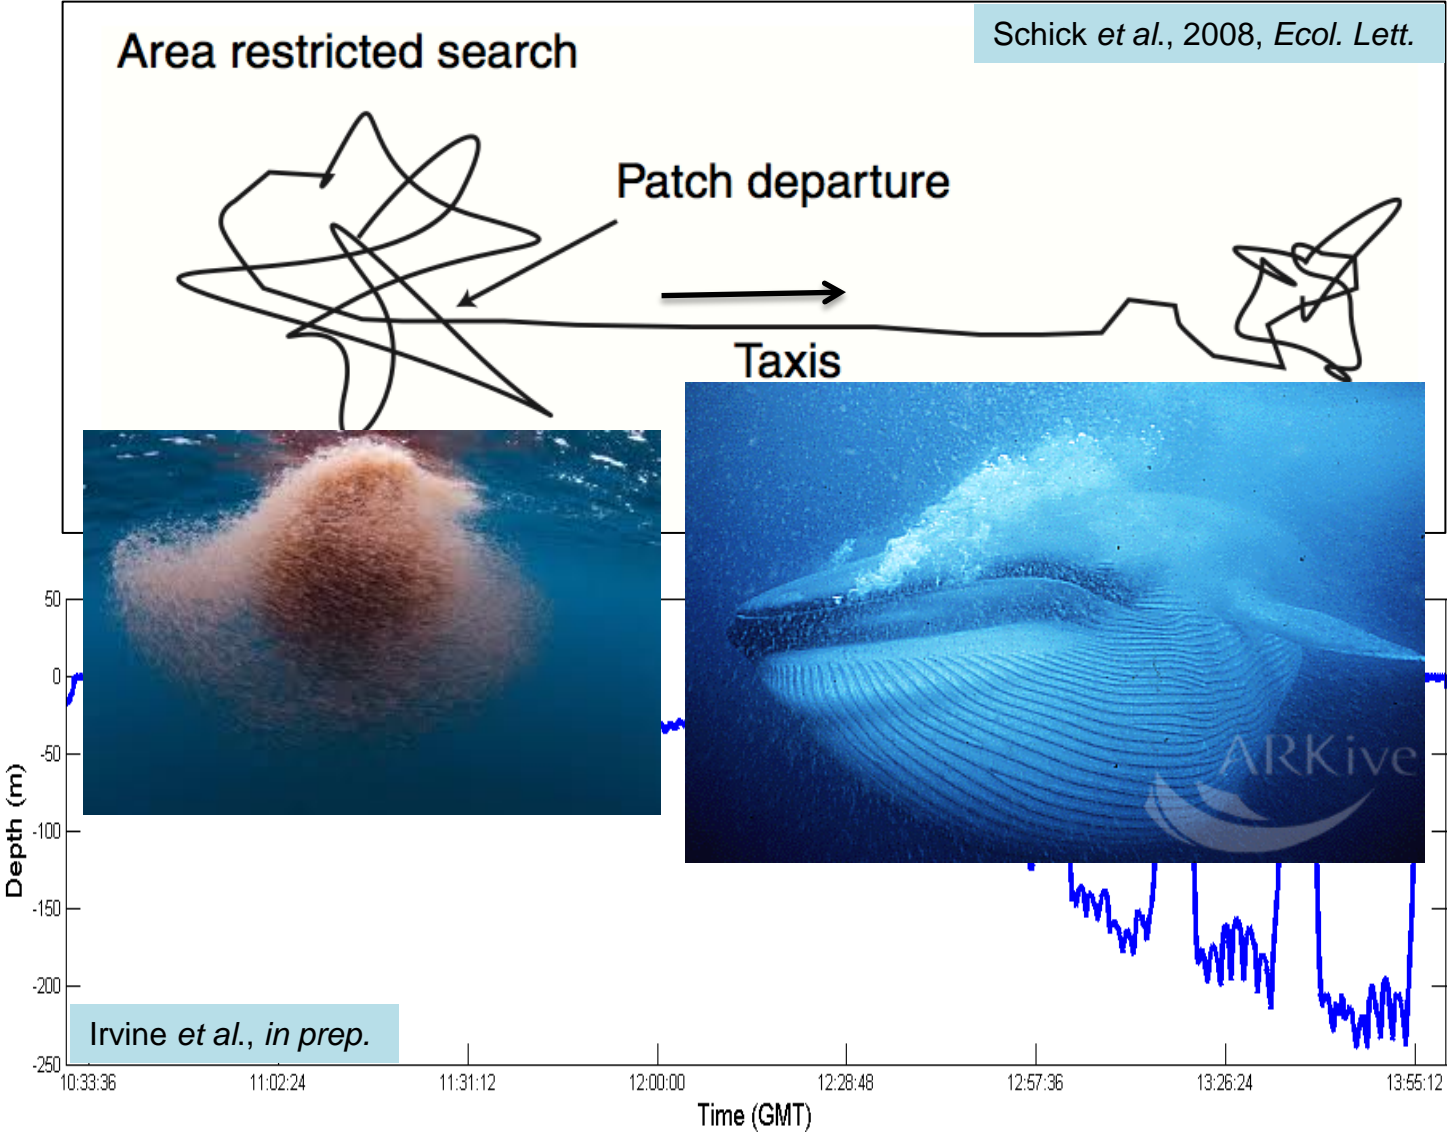 Schick et al., 2008, Ecol. Lett.
Area restricted search
Patch departure
Taxis
ARKive
50
0
-50
-100
-150
-200
-250
Depth (m)
Irvine et al., in prep.
10:33:36 11:02:24 11:31:12 12:00:00 12:28:48 12:57:36 13:26:24 13:55:12
Time (GMT)